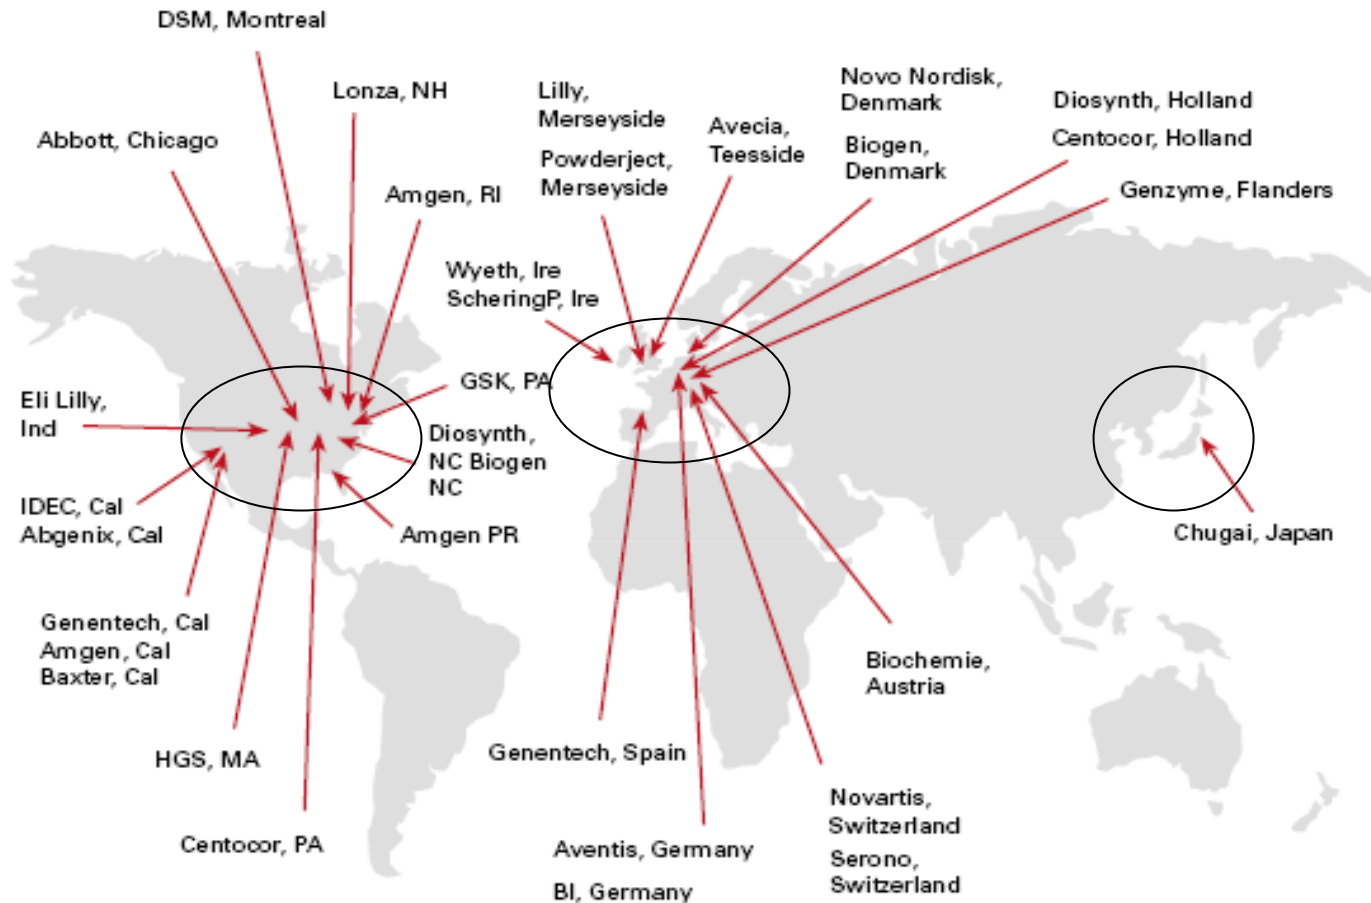 DSM, Montreal
Lonza, NH
Abbott, Chicago
Amgen, RI
Lilly,
Merseyside
Powderject,
Merseyside
Avecia,
Teesside
Novo Nordisk,
Denmark
Biogen,
Denmark
Diosynth, Holland
Centocor, Holland
Genzyme, Flanders
Wyeth, Ire
ScheringP, Ire
GSK, PA
Eli Lilly,
Ind
Diosynth,
NC Biogen
NC
IDEC, Cal
Abgenix, Cal
Amgen PR
Chugai, Japan
Genentech, Cal
Amgen, Cal
Baxter, Cal
Biochemie,
Austria
HGS, MA
Genentech, Spain
Centocor, PA
Aventis, Germany
BI, Germany
Novartis,
Switzerland
Serono,
Switzerland